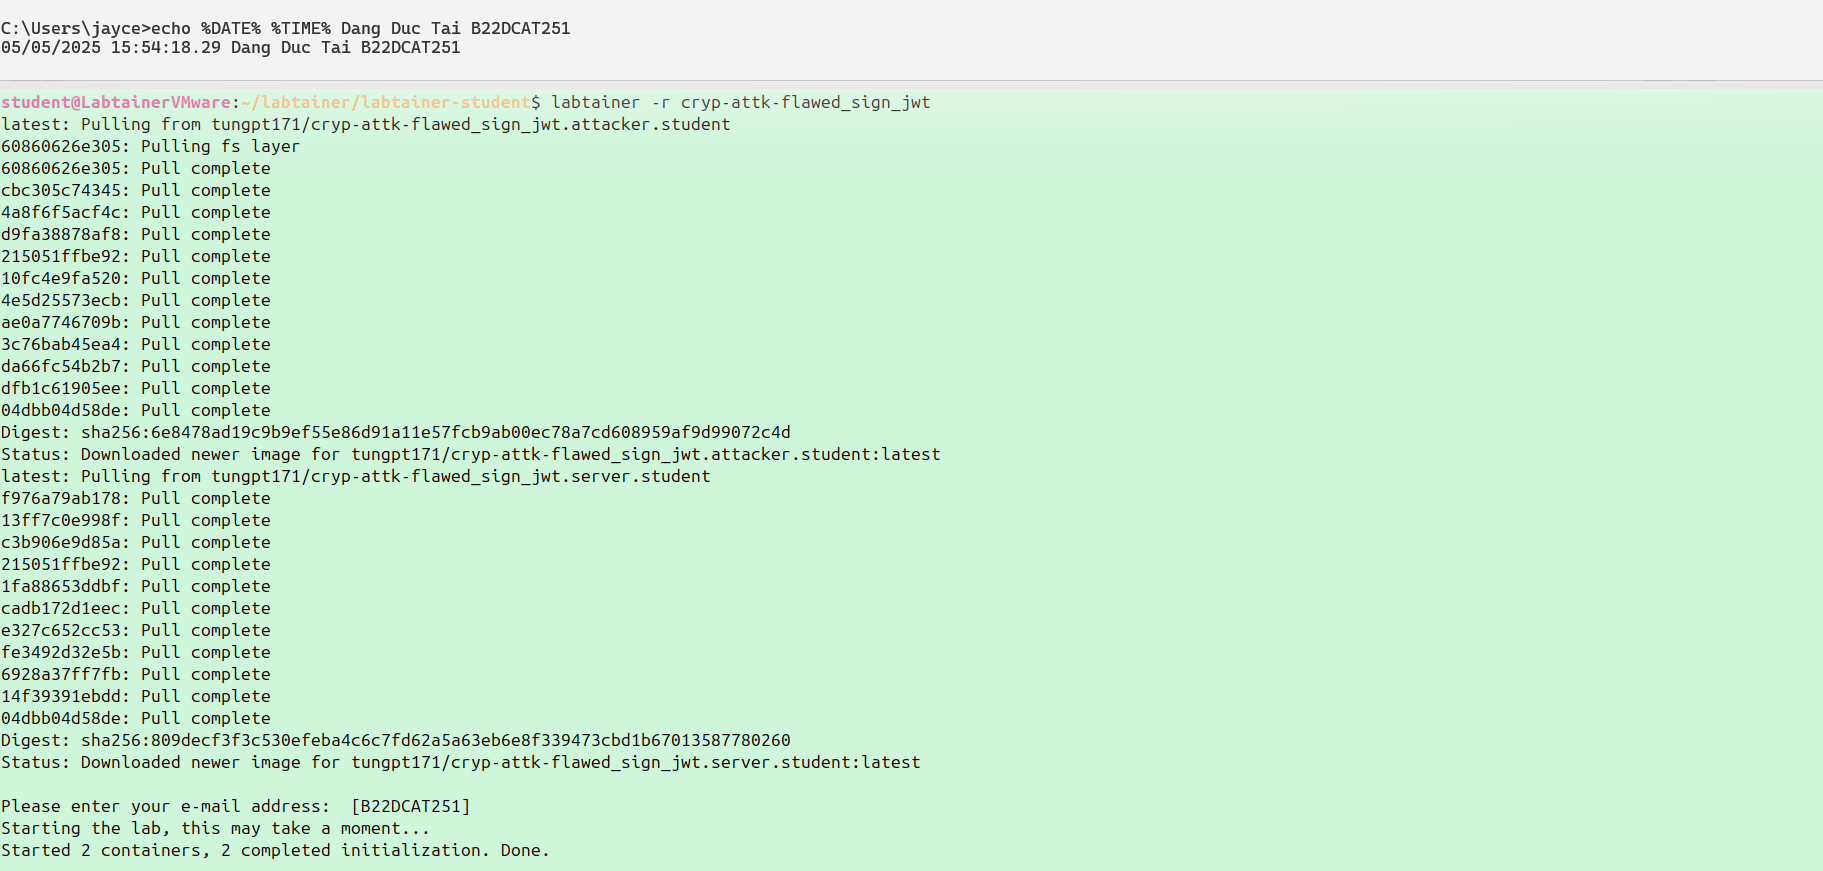 C:\Users\jayce>echo %DATE% %TIME% Dang Duc Tai B22DCAT251
05/05/2025 15:54:18.29 Dang Duc Tai B22DCAT251
student@LabtainerVMware:~/labtainer/labtainer-student$ labtainer -r cryp-attk-flawed_sign_jwt
latest: Pulling from tungpt171/cryp-attk-flawed_sign_jwt.attacker.student
60860626e305: Pulling fs layer
60860626e305: Pull complete
cbc305c74345: Pull complete
4a8f6f5acf4c: Pull complete
d9fa38878af8: Pull complete
215051ffbe92: Pull complete
10fc4e9fa520: Pull complete
4e5d25573ecb: Pull complete
ae0a7746709b: Pull complete
3c76bab45ea4: Pull complete
da66fc54b2b7: Pull complete
dfb1c61905ee: Pull complete
04dbb04d58de: Pull complete
Digest: sha256:6e8478ad19c9b9ef55e86d91a11e57fcb9ab00ec78a7cd608959af9d99072c4d
Status: Downloaded newer image for tungpt171/cryp-attk-flawed_sign_jwt.attacker.student:latest
latest: Pulling from tungpt171/cryp-attk-flawed_sign_jwt.server.student
f976a79ab178: Pull complete
13ff7c0e998f: Pull complete
c3b906e9d85a: Pull complete
215051ffbe92: Pull complete
1fa88653ddbf: Pull complete
cadb172d1eec: Pull complete
e327c652cc53: Pull complete
fe3492d32e5b: Pull complete
6928a37ff7fb: Pull complete
14f39391ebdd: Pull complete
04dbb04d58de: Pull complete
Digest: sha256:809decf3f3c530efeba4c6c7fd62a5a63eb6e8f339473cbd1b67013587780260
Status: Downloaded newer image for tungpt171/cryp-attk-flawed_sign_jwt.server.student:latest
Please enter your e-mail address:  [B22DCAT251]
Starting the lab, this may take a moment...
Started 2 containers, 2 completed initialization. Done.